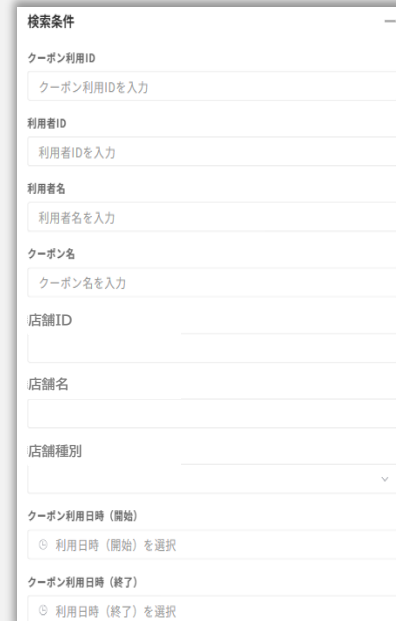 検索条件
クーポン利用ID
クーポン利用IDを入力
利用者ID
利用者IDを入力
利用者名
利用者名を入力
クーポン名
クーポン名を入力
店舗ID
店舗名
店舗種別
クーポン利用日時（開始）
利用日時（開始）を選択
クーポン利用日時（終了）
利用日時（終了）を選択